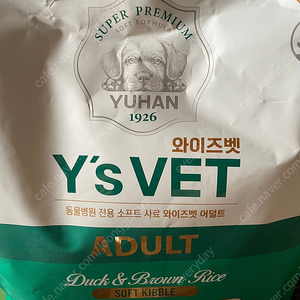 SUPER PREMIUM
SOFT FORMULA
YUHAN
1926
와이즈벳
Y's VET
동물병원 전용 소프트 사료 와이즈벳 어덜트
ADULT
Duck & Brown Rice
SOFT KIBBLE